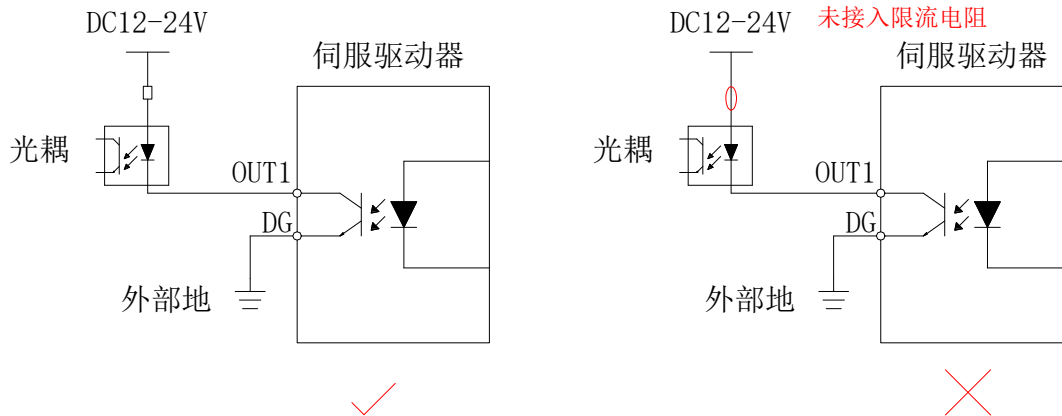 DC12-24V
伺服驱动器
光耦
OUT1
DG
外部地
DC12-24V
未接入限流电阻
伺服驱动器
光耦
OUT1
DG
外部地